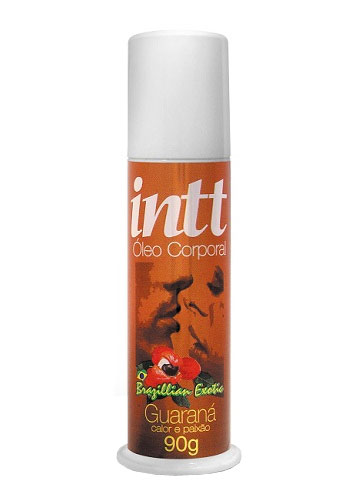 intt
Óleo Corporal
Brazillian Exotic
Guaraná
calor e paixão
90g